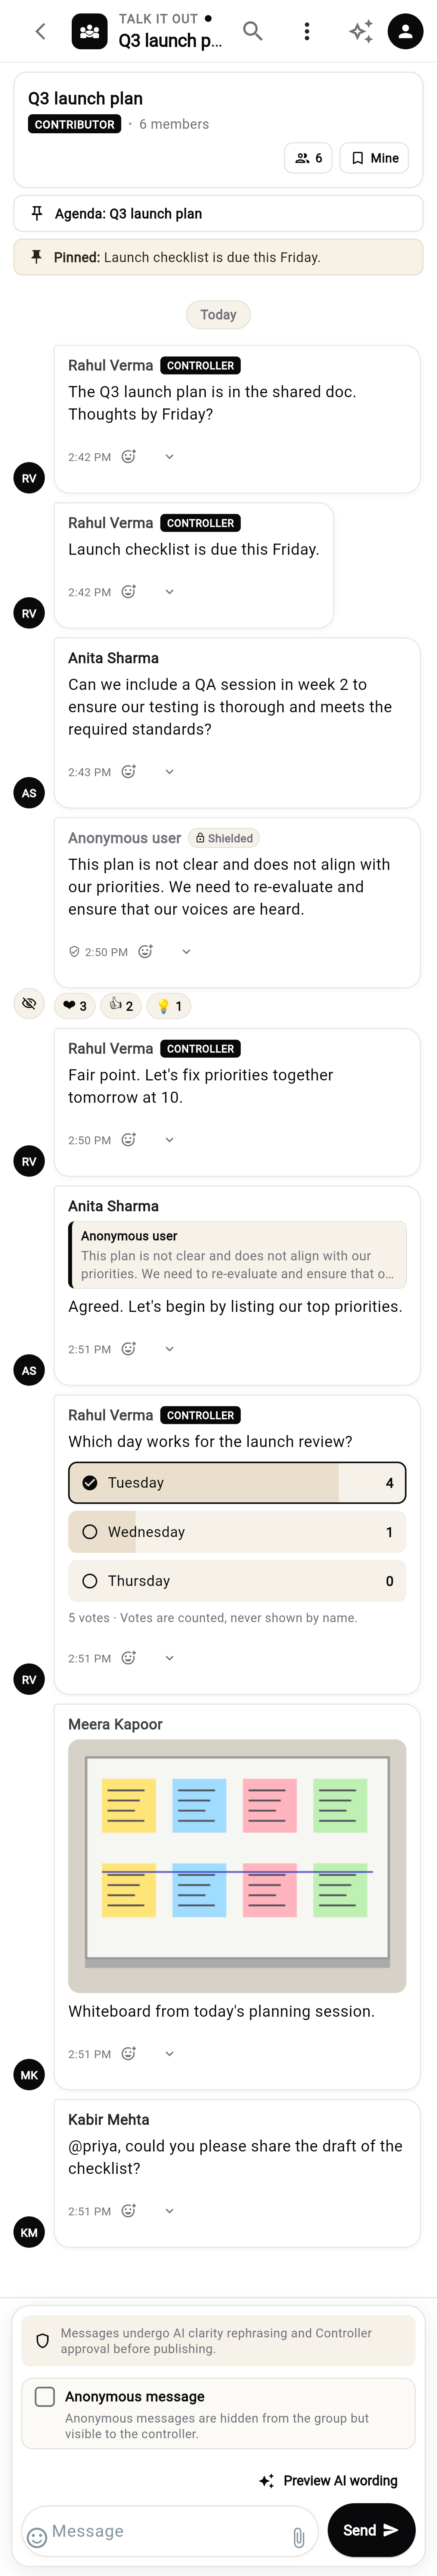 TALK IT OUT
Q3 launch p...
Q3 launch plan
CONTRIBUTOR · 6 members
6
Mine
Agenda: Q3 launch plan
Pinned: Launch checklist is due this Friday.
Today
Rahul Verma CONTROLLER
The Q3 launch plan is in the shared doc.
Thoughts by Friday?
2:42 PM
RV
Rahul Verma CONTROLLER
Launch checklist is due this Friday.
2:42 PM
RV
Anita Sharma
Can we include a QA session in week 2 to
ensure our testing is thorough and meets the
required standards?
2:43 PM
AS
Anonymous user Shielded
This plan is not clear and does not align with
our priorities. We need to re-evaluate and
ensure that our voices are heard.
2:50 PM
❤ 3 👍 2 💡 1
Rahul Verma CONTROLLER
Fair point. Let's fix priorities together
tomorrow at 10.
2:50 PM
RV
Anita Sharma
Anonymous user
This plan is not clear and does not align with our
priorities. We need to re-evaluate and ensure that o...
Agreed. Let's begin by listing our top priorities.
2:51 PM
AS
Rahul Verma CONTROLLER
Which day works for the launch review?
Tuesday 4
Wednesday 1
Thursday 0
5 votes · Votes are counted, never shown by name.
2:51 PM
RV
Meera Kapoor
Whiteboard from today's planning session.
2:51 PM
MK
Kabir Mehta
@priya, could you please share the draft of the
checklist?
2:51 PM
KM
Messages undergo AI clarity rephrasing and Controller
approval before publishing.
Anonymous message
Anonymous messages are hidden from the group but
visible to the controller.
Preview AI wording
Message
Send